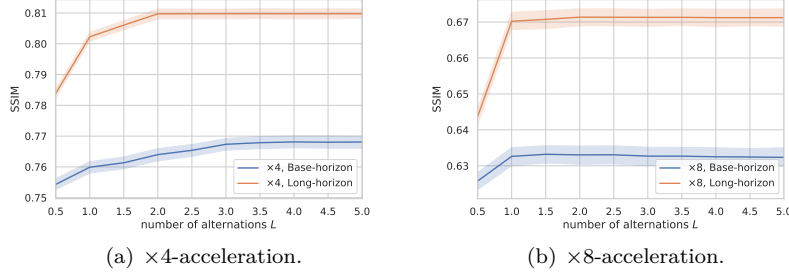 0.81
0.80
0.79
0.78
0.77
0.76
0.75
SSIM
×4, Base-horizon
×4, Long-horizon
0.5 1.0 1.5 2.0 2.5 3.0 3.5 4.0 4.5 5.0
number of alternations L
(a) ×4-acceleration.
0.67
0.66
0.65
0.64
0.63
SSIM
×8, Base-horizon
×8, Long-horizon
0.5 1.0 1.5 2.0 2.5 3.0 3.5 4.0 4.5 5.0
number of alternations L
(b) ×8-acceleration.